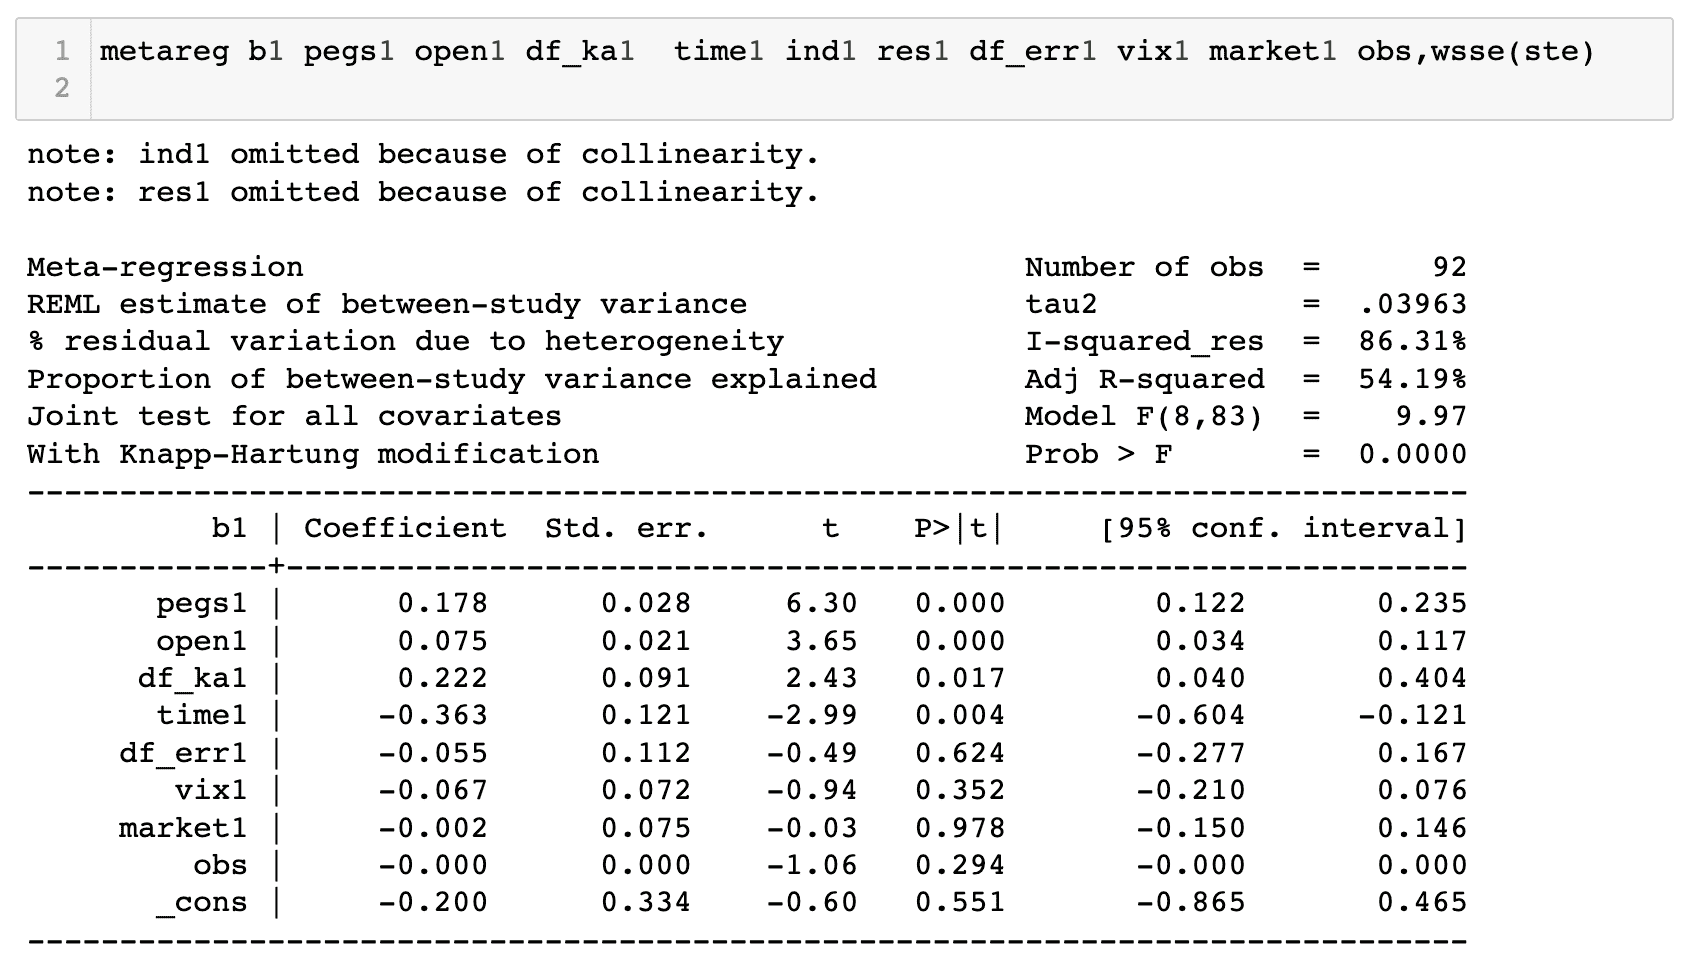 1 metareg b1 pegs1 open1 df_ka1  time1 ind1 res1 df_err1 vix1 market1 obs,wsse(ste)
2
note: ind1 omitted because of collinearity.
note: res1 omitted because of collinearity.
Meta-regression                                       Number of obs  =      92
REML estimate of between-study variance               tau2           =  .03963
% residual variation due to heterogeneity             I-squared_res  =  86.31%
Proportion of between-study variance explained        Adj R-squared  =  54.19%
Joint test for all covariates                         Model F(8,83)  =    9.97
With Knapp-Hartung modification                       Prob > F       =  0.0000
------------------------------------------------------------------------------
          b1 | Coefficient  Std. err.      t    P>|t|     [95% conf. interval]
-------------+----------------------------------------------------------------
       pegs1 |      0.178      0.028     6.30   0.000        0.122       0.235
       open1 |      0.075      0.021     3.65   0.000        0.034       0.117
      df_ka1 |      0.222      0.091     2.43   0.017        0.040       0.404
       time1 |     -0.363      0.121    -2.99   0.004       -0.604      -0.121
     df_err1 |     -0.055      0.112    -0.49   0.624       -0.277       0.167
        vix1 |     -0.067      0.072    -0.94   0.352       -0.210       0.076
     market1 |     -0.002      0.075    -0.03   0.978       -0.150       0.146
         obs |     -0.000      0.000    -1.06   0.294       -0.000       0.000
       _cons |     -0.200      0.334    -0.60   0.551       -0.865       0.465
------------------------------------------------------------------------------